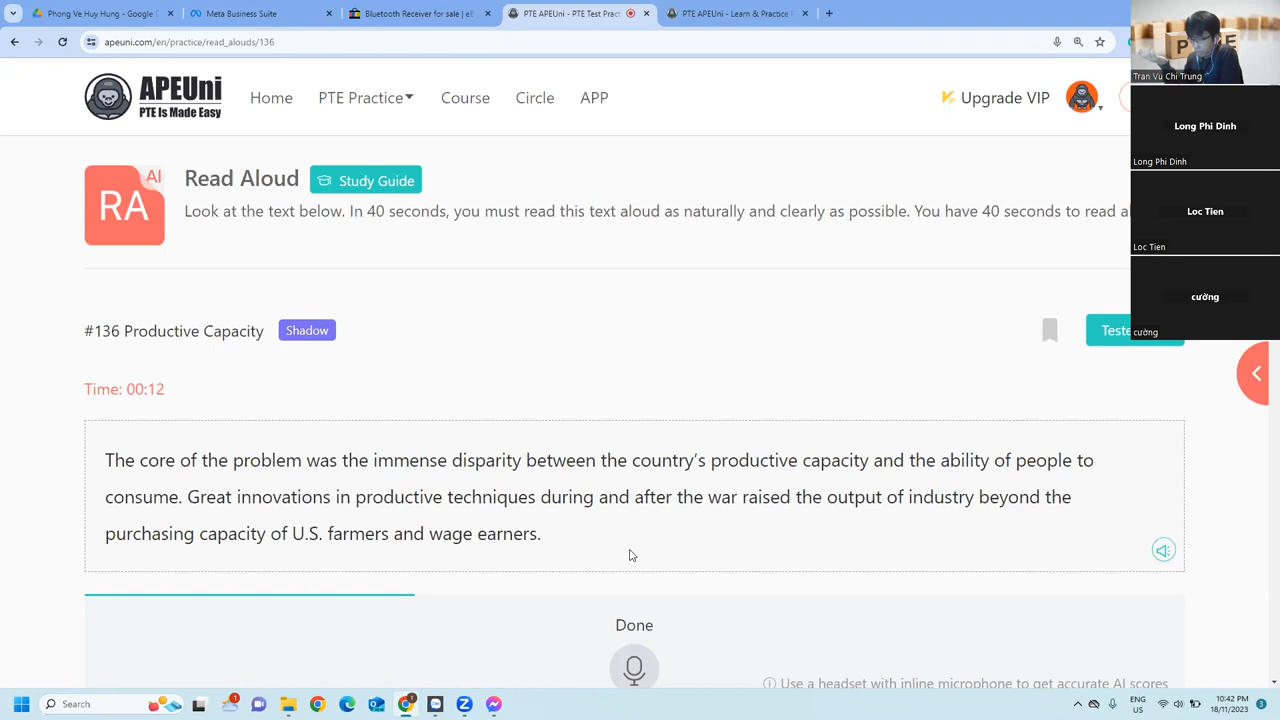 Phong Ve Huy Hung - Google D
Meta Business Suite
Bluetooth Receiver for sale | eB
PTE APEUni - PTE Test Prac
PTE APEUni - Learn & Practice P
apeuni.com/en/practice/read_alouds/136
APEUni
PTE Is Made Easy
Home
PTE Practice
Course
Circle
APP
Upgrade VIP
Tran Vu Chi Trung
Long Phi Dinh
Long Phi Dinh
Loc Tien
Loc Tien
cường
cường
AI
RA
Read Aloud
Study Guide
Look at the text below. In 40 seconds, you must read this text aloud as naturally and clearly as possible. You have 40 seconds to read al
#136 Productive Capacity
Shadow
Teste
Time: 00:12
The core of the problem was the immense disparity between the country's productive capacity and the ability of people to
consume. Great innovations in productive techniques during and after the war raised the output of industry beyond the
purchasing capacity of U.S. farmers and wage earners.
Done
Use a headset with inline microphone to get accurate AI scores
Search
ENG
US
10:42 PM
18/11/2023